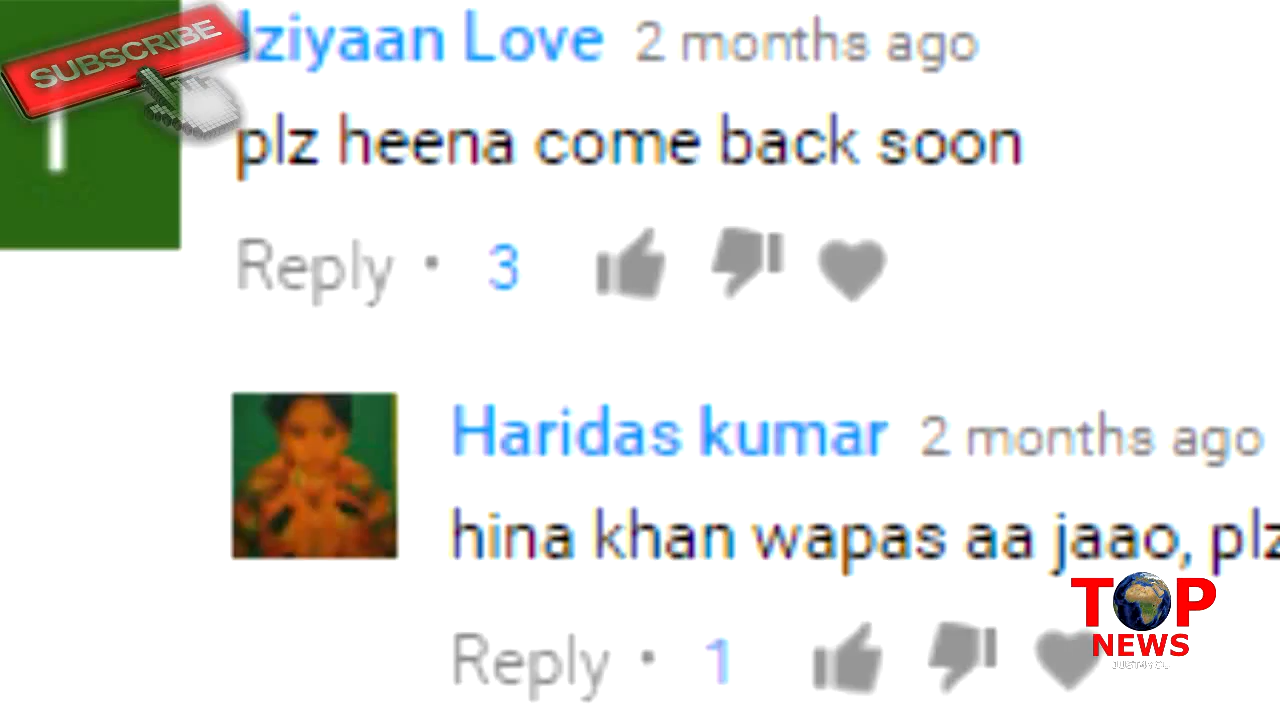 SUBSCRIBE
Iziyaan Love 2 months ago
I
plz heena come back soon
Reply • 3
Haridas kumar 2 months ago
hina khan wapas aa jaao, plz
Reply • 1
TOP
NEWS